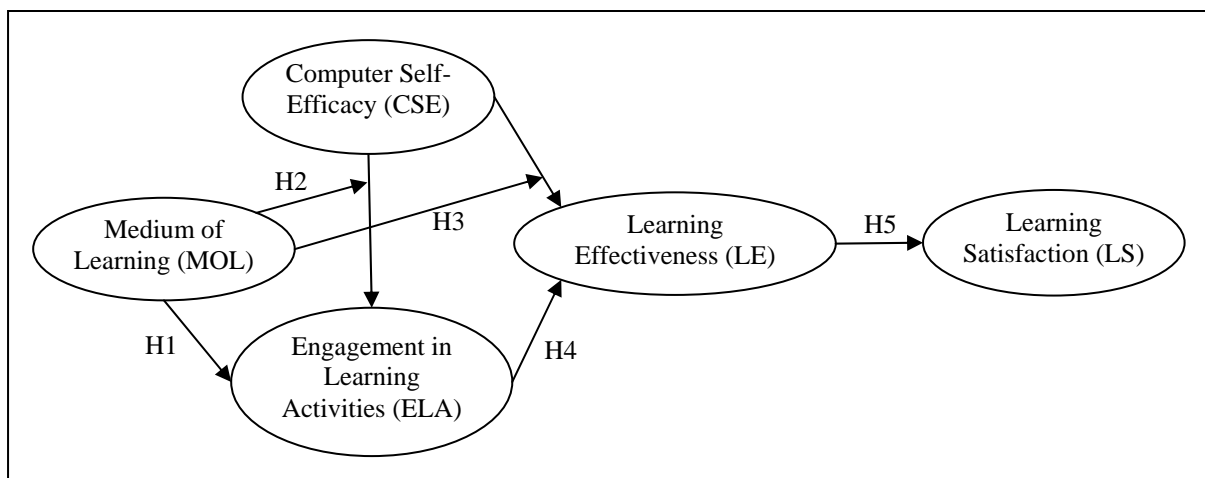 Computer Self-
Efficacy (CSE)
H2
Medium of
Learning (MOL)
H3
Learning
Effectiveness (LE)
H5
Learning
Satisfaction (LS)
H1
Engagement in
Learning
Activities (ELA)
H4